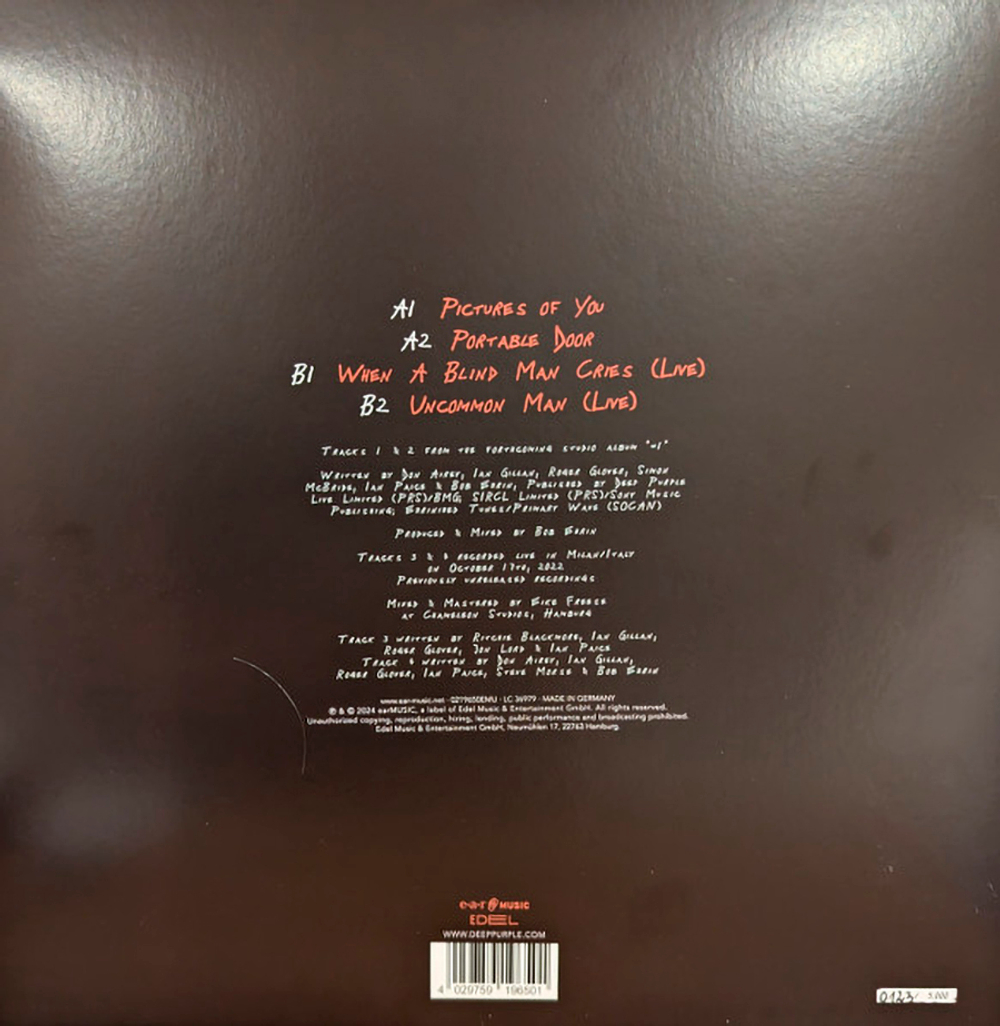 A1 PICTURES OF YOU
A2 PORTABLE DOOR
B1 WHEN A BLIND MAN CRIES (LIVE)
B2 UNCOMMON MAN (LIVE)
TRACKS 1 & 2 FROM THE FORTHCOMING STUDIO ALBUM "=1"
WRITTEN BY DON AIREY, IAN GILLAN, ROGER GLOVER, SIMON
MCBRIDE, IAN PAICE & BOB EZRIN, PUBLISHED BY DEEP PURPLE
LIVE LIMITED (PRS)/BMG; SIRCL LIMITED (PRS)/SONY MUSIC
PUBLISHING; EZRINIDED TUNES/PRIMARY WAVE (SOCAN)
PRODUCED & MIXED BY BOB EZRIN
TRACKS 3 & 4 RECORDED LIVE IN MILAN/ITALY
ON OCTOBER 17TH, 2022
PREVIOUSLY UNRELEASED RECORDINGS
MIXED & MASTERED BY EIKE FREESE
AT CHAMELEON STUDIOS, HAMBURG
TRACK 3 WRITTEN BY RITCHIE BLACKMORE, IAN GILLAN,
ROGER GLOVER, JON LORD & IAN PAICE
TRACK 4 WRITTEN BY DON AIREY, IAN GILLAN,
ROGER GLOVER, IAN PAICE, STEVE MORSE & BOB EZRIN
www.earmusic.net · 0219650EMU · LC 36979 · MADE IN GERMANY
℗ & © 2024 earMUSIC, a label of Edel Music & Entertainment GmbH. All rights reserved.
Unauthorized copying, reproduction, hiring, lending, public performance and broadcasting prohibited.
Edel Music & Entertainment GmbH, Neumühlen 17, 22763 Hamburg.
e·a·r MUSIC
EDEL
WWW.DEEPPURPLE.COM
4 029759 196501
/ 5.000